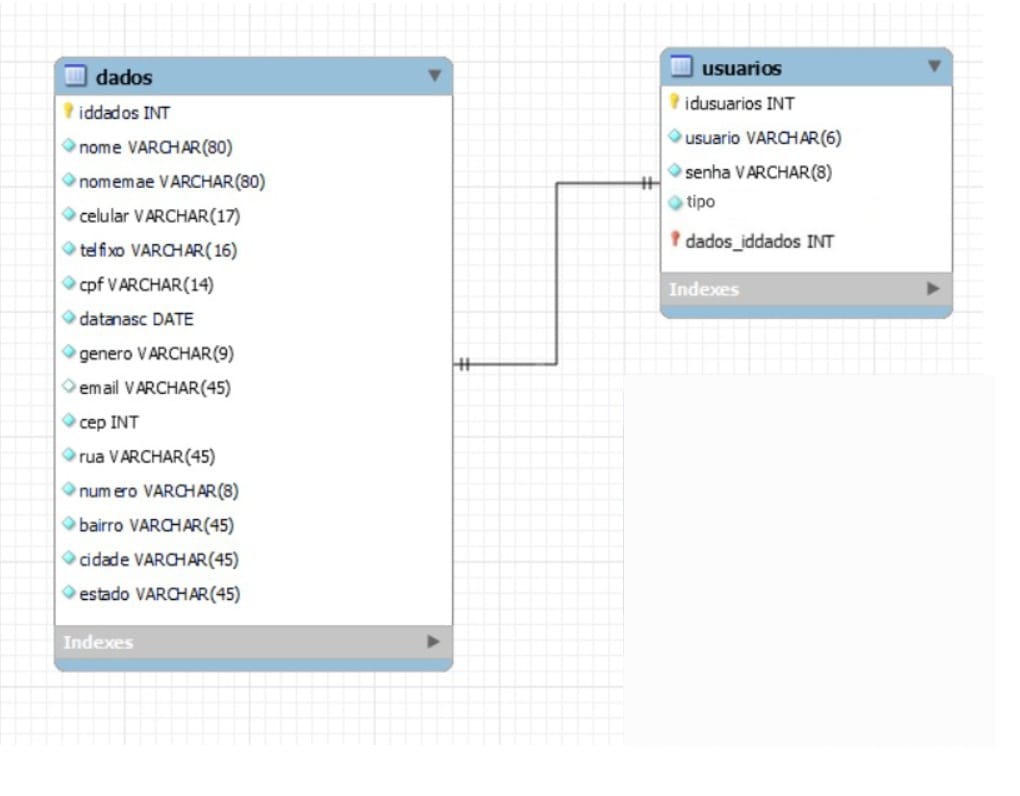 dados
iddados INT
nome VARCHAR(80)
nomemae VARCHAR(80)
celular VARCHAR(17)
telfixo VARCHAR(16)
cpf VARCHAR(14)
datanasc DATE
genero VARCHAR(9)
email VARCHAR(45)
cep INT
rua VARCHAR(45)
numero VARCHAR(8)
bairro VARCHAR(45)
cidade VARCHAR(45)
estado VARCHAR(45)
Indexes
usuarios
idusuarios INT
usuario VARCHAR(6)
senha VARCHAR(8)
tipo
dados_iddados INT
Indexes